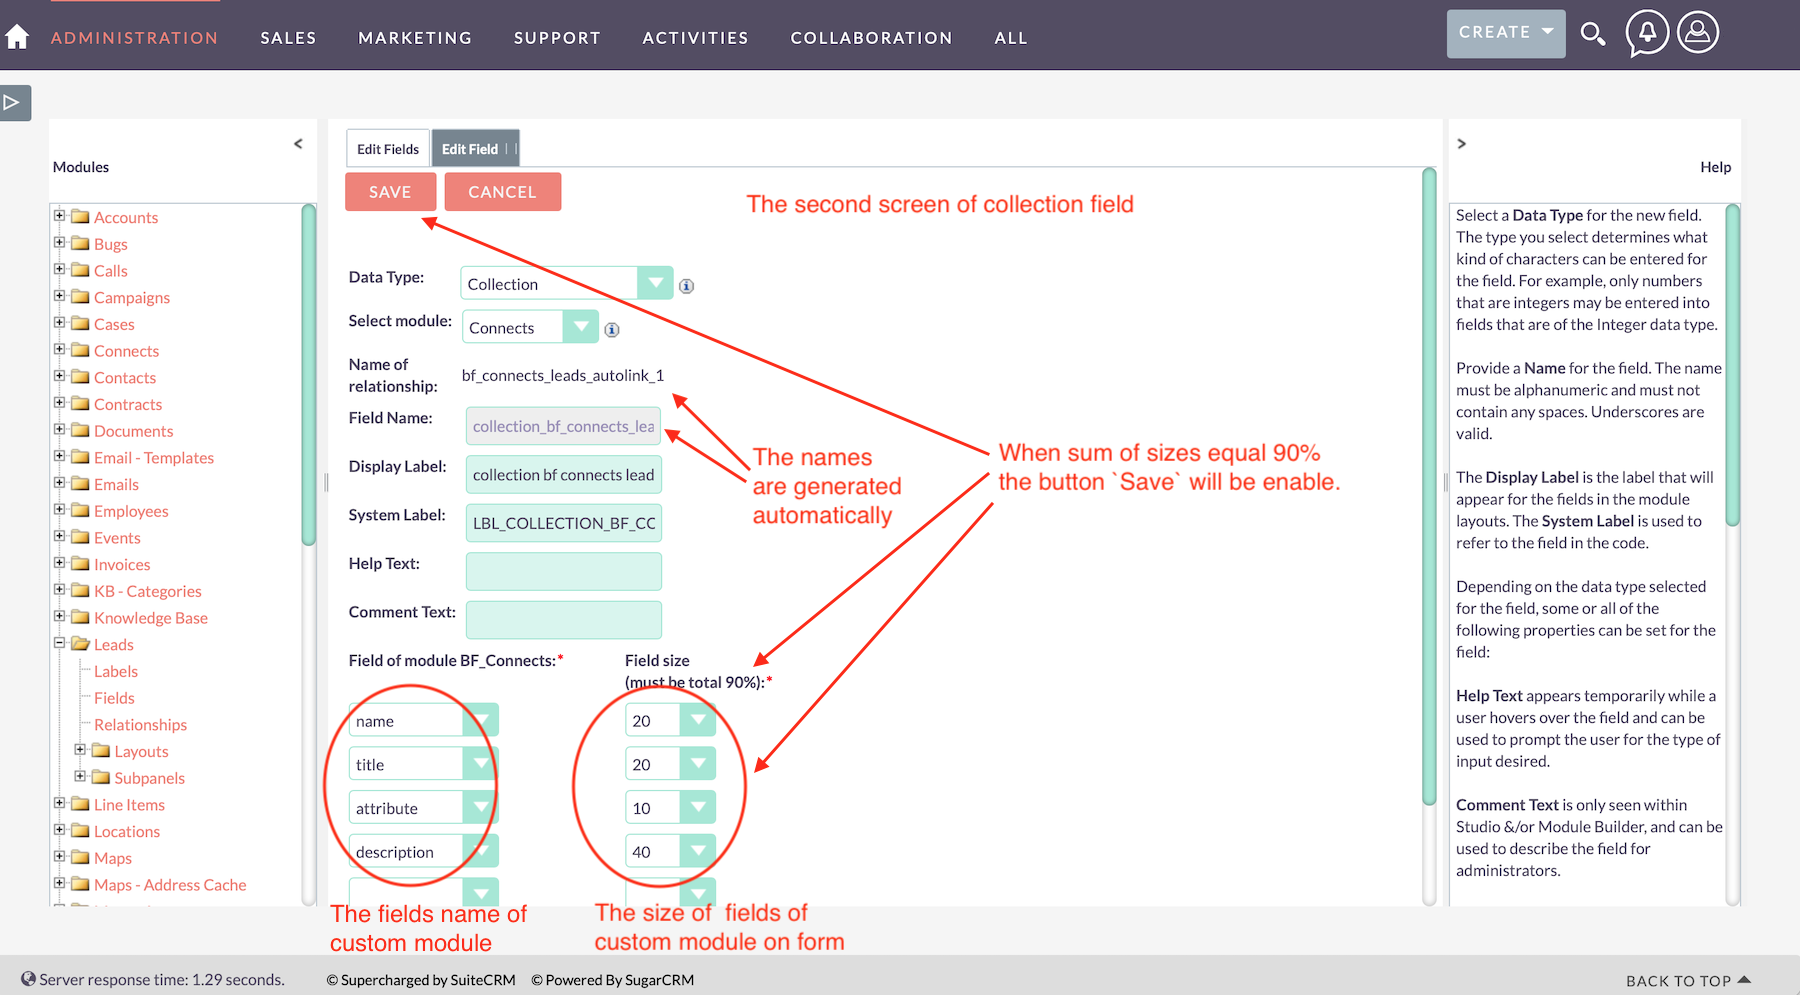 ADMINISTRATION SALES MARKETING SUPPORT ACTIVITIES COLLABORATION ALL CREATE
Modules
Accounts
Bugs
Calls
Campaigns
Cases
Connects
Contacts
Contracts
Documents
Email - Templates
Emails
Employees
Events
Invoices
KB - Categories
Knowledge Base
Leads
Labels
Fields
Relationships
Layouts
Subpanels
Line Items
Locations
Maps
Maps - Address Cache
Edit Fields Edit Field
SAVE CANCEL
The second screen of collection field
Data Type: Collection
Select module: Connects
Name of
relationship: bf_connects_leads_autolink_1
Field Name: collection_bf_connects_lea
Display Label: collection bf connects lead
System Label: LBL_COLLECTION_BF_CO
Help Text:
Comment Text:
The names
are generated
automatically
When sum of sizes equal 90%
the button `Save` will be enable.
Field of module BF_Connects:* Field size
(must be total 90%):*
name 20
title 20
attribute 10
description 40
The fields name of
custom module
The size of fields of
custom module on form
Help
Select a Data Type for the new field.
The type you select determines what
kind of characters can be entered for
the field. For example, only numbers
that are integers may be entered into
fields that are of the Integer data type.
Provide a Name for the field. The name
must be alphanumeric and must not
contain any spaces. Underscores are
valid.
The Display Label is the label that will
appear for the fields in the module
layouts. The System Label is used to
refer to the field in the code.
Depending on the data type selected
for the field, some or all of the
following properties can be set for the
field:
Help Text appears temporarily while a
user hovers over the field and can be
used to prompt the user for the type of
input desired.
Comment Text is only seen within
Studio &/or Module Builder, and can be
used to describe the field for
administrators.
Server response time: 1.29 seconds. © Supercharged by SuiteCRM © Powered By SugarCRM BACK TO TOP